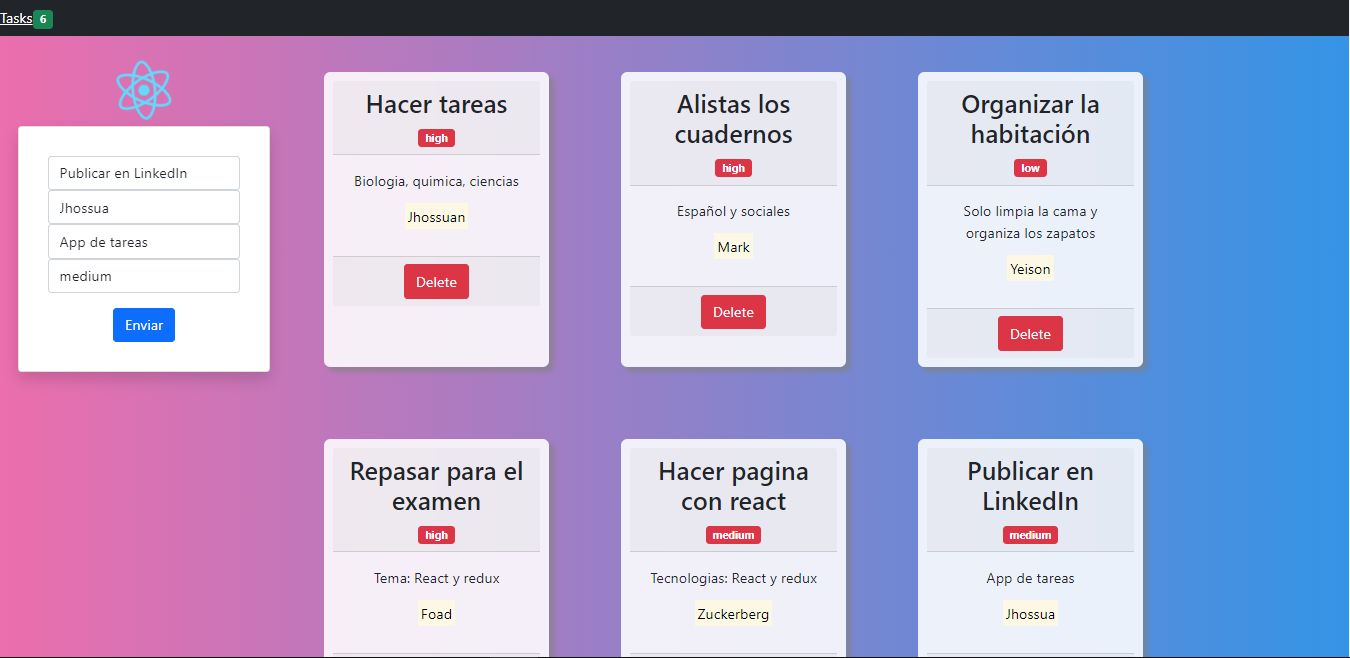 Tasks 6
Publicar en LinkedIn
Jhossua
App de tareas
medium
Enviar
Hacer tareas
high
Biologia, quimica, ciencias
Jhossuan
Delete
Alistas los
cuadernos
high
Español y sociales
Mark
Delete
Organizar la
habitación
low
Solo limpia la cama y
organiza los zapatos
Yeison
Delete
Repasar para el
examen
high
Tema: React y redux
Foad
Hacer pagina
con react
medium
Tecnologias: React y redux
Zuckerberg
Publicar en
LinkedIn
medium
App de tareas
Jhossua